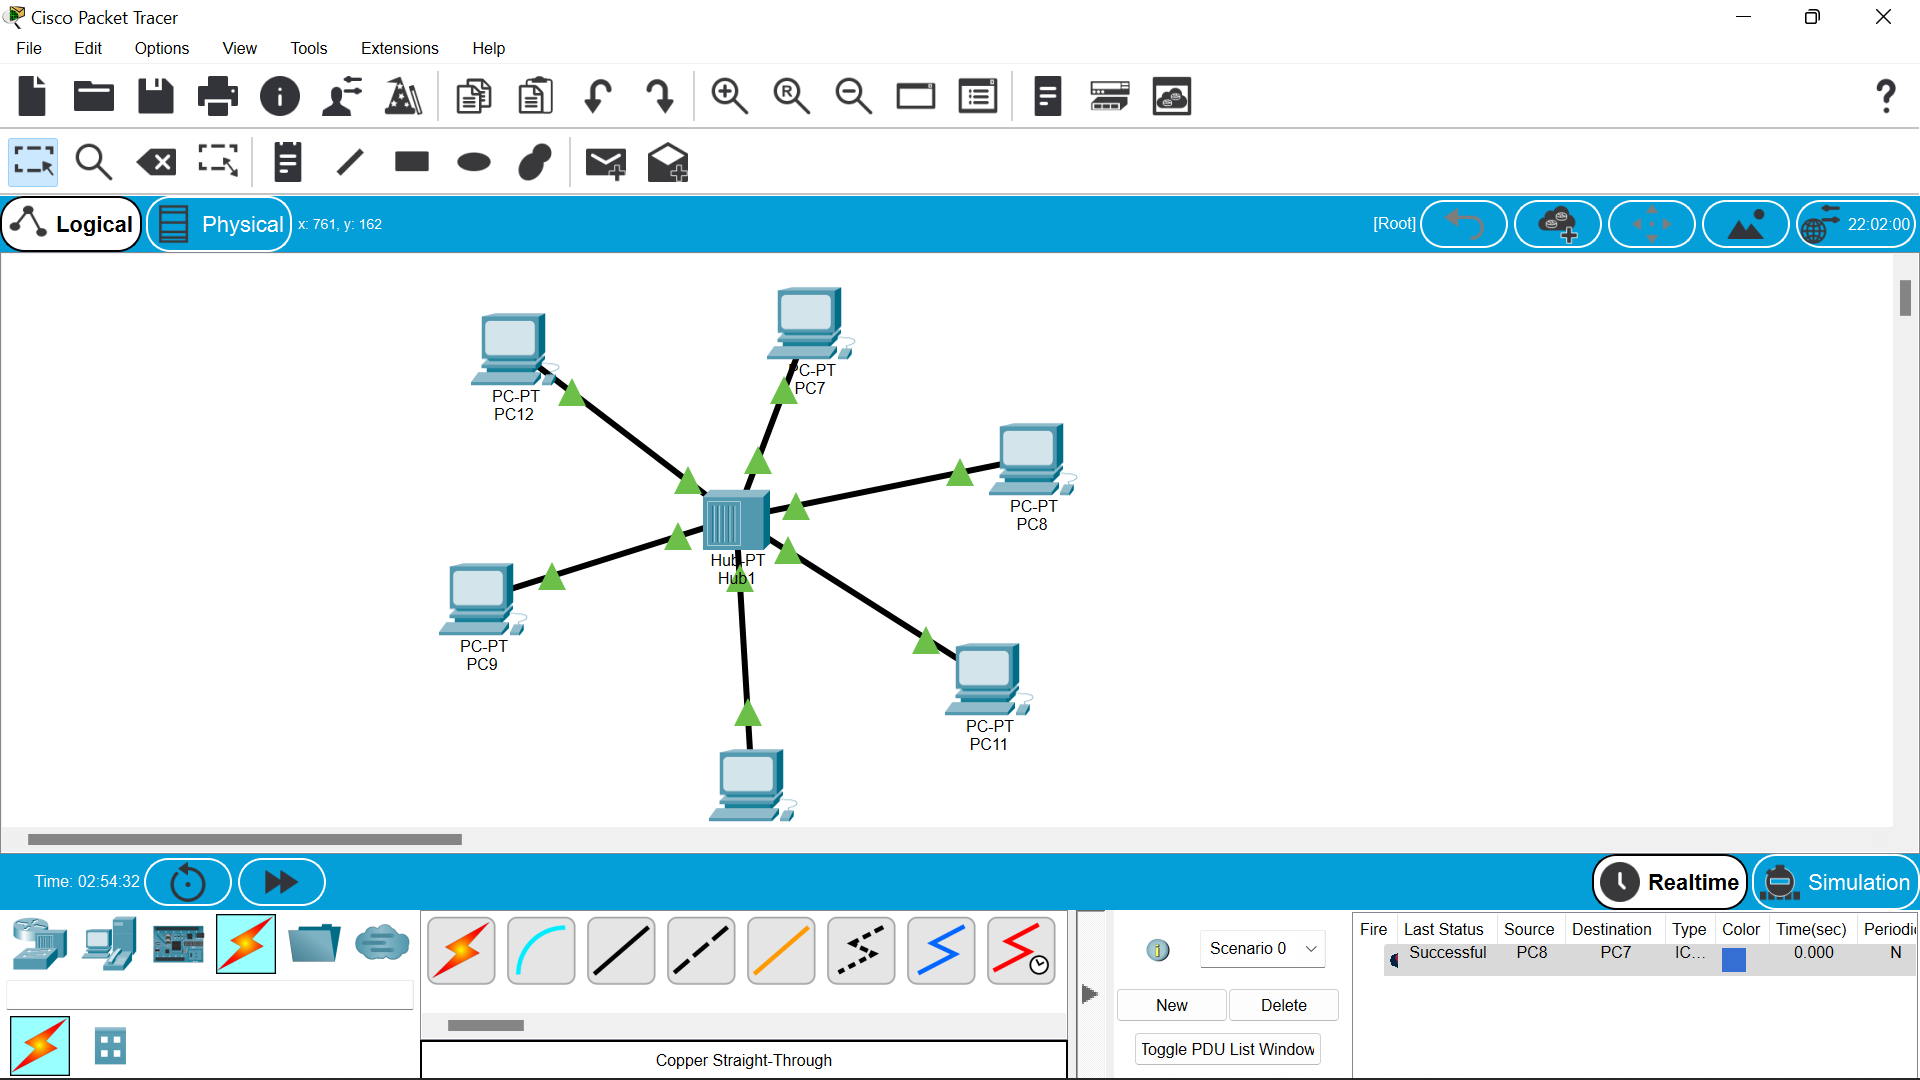 Cisco Packet Tracer
File Edit Options View Tools Extensions Help
Logical Physical x: 761, y: 162 [Root] 22:02:00
PC-PT
PC7
PC-PT
PC12
PC-PT
PC8
Hub-PT
Hub1
PC-PT
PC9
PC-PT
PC11
Time: 02:54:32 Realtime Simulation
Fire Last Status Source Destination Type Color Time(sec) Periodi
Successful PC8 PC7 IC... 0.000 N
Scenario 0
New Delete
Toggle PDU List Window
Copper Straight-Through